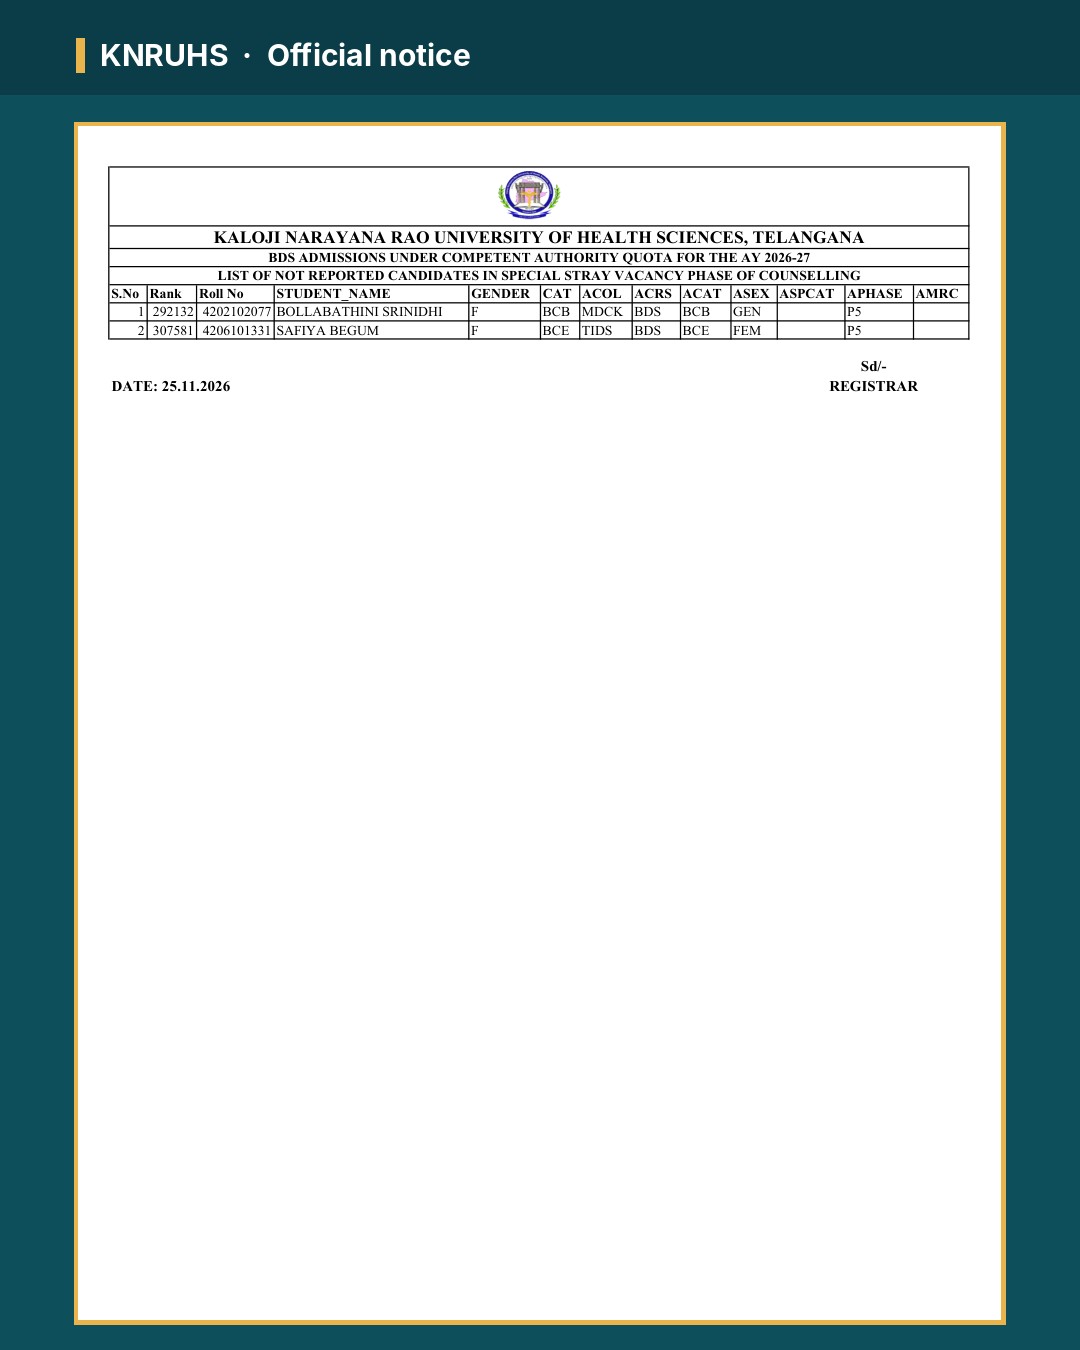 KNRUHS · Official notice
KALOJI NARAYANA RAO UNIVERSITY OF HEALTH SCIENCES, TELANGANA
BDS ADMISSIONS UNDER COMPETENT AUTHORITY QUOTA FOR THE AY 2026-27
LIST OF NOT REPORTED CANDIDATES IN SPECIAL STRAY VACANCY PHASE OF COUNSELLING
S.No Rank Roll No STUDENT_NAME GENDER CAT ACOL ACRS ACAT ASEX ASPCAT APHASE AMRC
1 292132 4202102077 BOLLABATHINI SRINIDHI F BCB MDCK BDS BCB GEN P5
2 307581 4206101331 SAFIYA BEGUM F BCE TIDS BDS BCE FEM P5
Sd/-
DATE: 25.11.2026 REGISTRAR